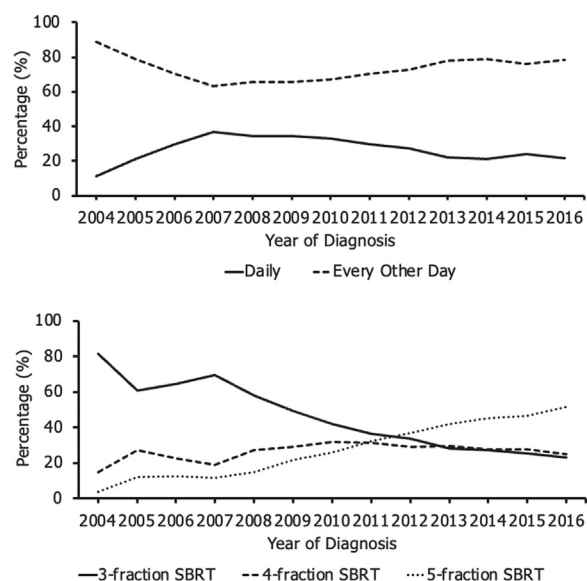 Percentage (%)
100
80
60
40
20
0
2004 2005 2006 2007 2008 2009 2010 2011 2012 2013 2014 2015 2016
Year of Diagnosis
Daily Every Other Day
Percentage (%)
100
80
60
40
20
0
2004 2005 2006 2007 2008 2009 2010 2011 2012 2013 2014 2015 2016
Year of Diagnosis
3-fraction SBRT 4-fraction SBRT 5-fraction SBRT